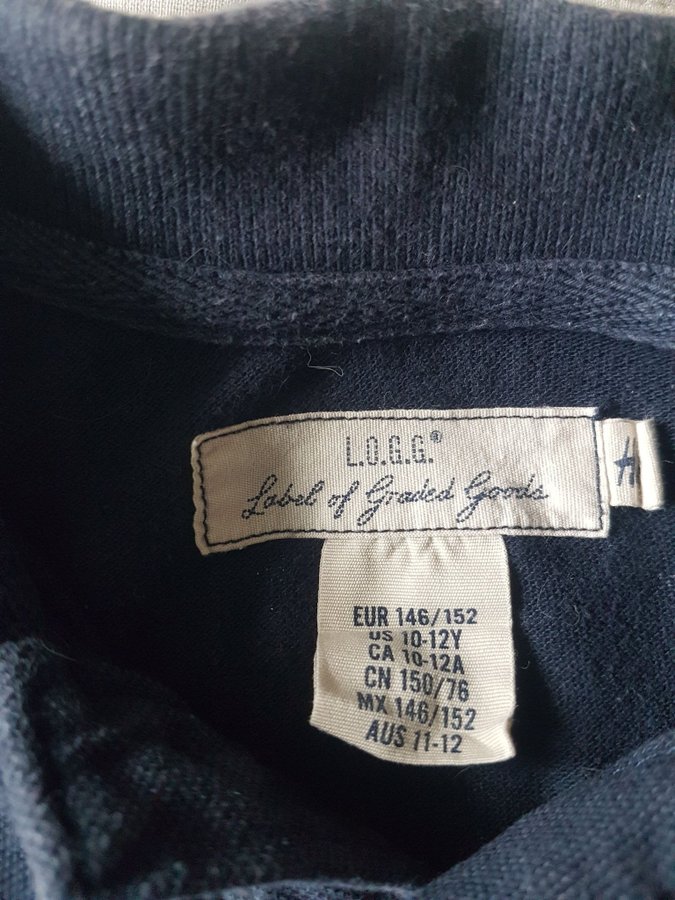 L.O.G.G.®
Label of Graded Goods
H
EUR 146/152
US 10-12Y
CA 10-12A
CN 150/76
MX 146/152
AUS 11-12